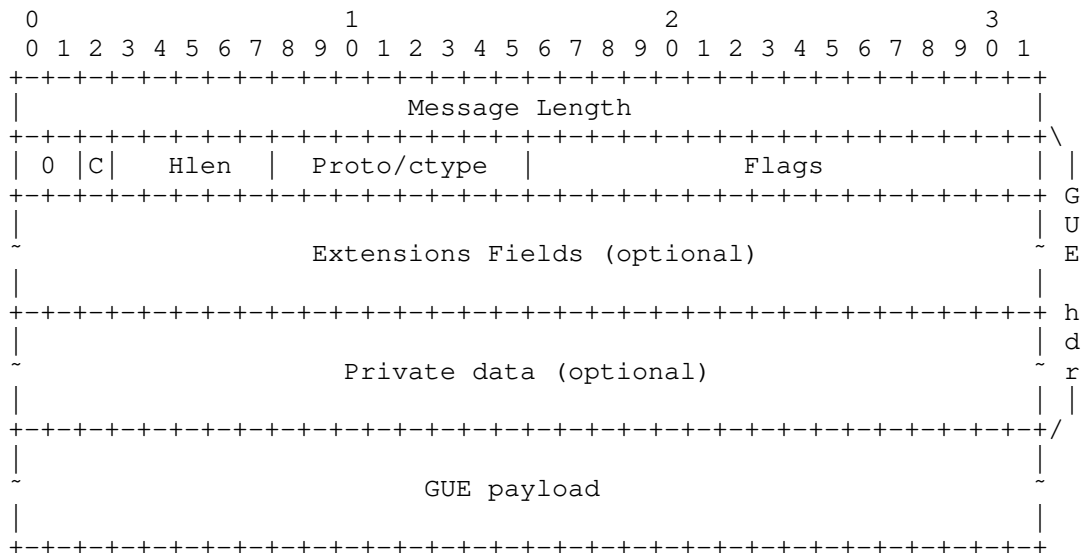 0                   1                   2                   3
 0 1 2 3 4 5 6 7 8 9 0 1 2 3 4 5 6 7 8 9 0 1 2 3 4 5 6 7 8 9 0 1
+-+-+-+-+-+-+-+-+-+-+-+-+-+-+-+-+-+-+-+-+-+-+-+-+-+-+-+-+-+-+-+-+
|                        Message Length                         |
+-+-+-+-+-+-+-+-+-+-+-+-+-+-+-+-+-+-+-+-+-+-+-+-+-+-+-+-+-+-+-+-+\
| 0 |C|   Hlen  |  Proto/ctype  |             Flags             | |
+-+-+-+-+-+-+-+-+-+-+-+-+-+-+-+-+-+-+-+-+-+-+-+-+-+-+-+-+-+-+-+-+ G
|                                                               | U
~                  Extensions Fields (optional)                 ~ E
|                                                               |
+-+-+-+-+-+-+-+-+-+-+-+-+-+-+-+-+-+-+-+-+-+-+-+-+-+-+-+-+-+-+-+-+ h
|                                                               | d
~                    Private data (optional)                    ~ r
|                                                               | |
+-+-+-+-+-+-+-+-+-+-+-+-+-+-+-+-+-+-+-+-+-+-+-+-+-+-+-+-+-+-+-+-+/
|                                                               |
~                         GUE payload                           ~
|                                                               |
+-+-+-+-+-+-+-+-+-+-+-+-+-+-+-+-+-+-+-+-+-+-+-+-+-+-+-+-+-+-+-+-+